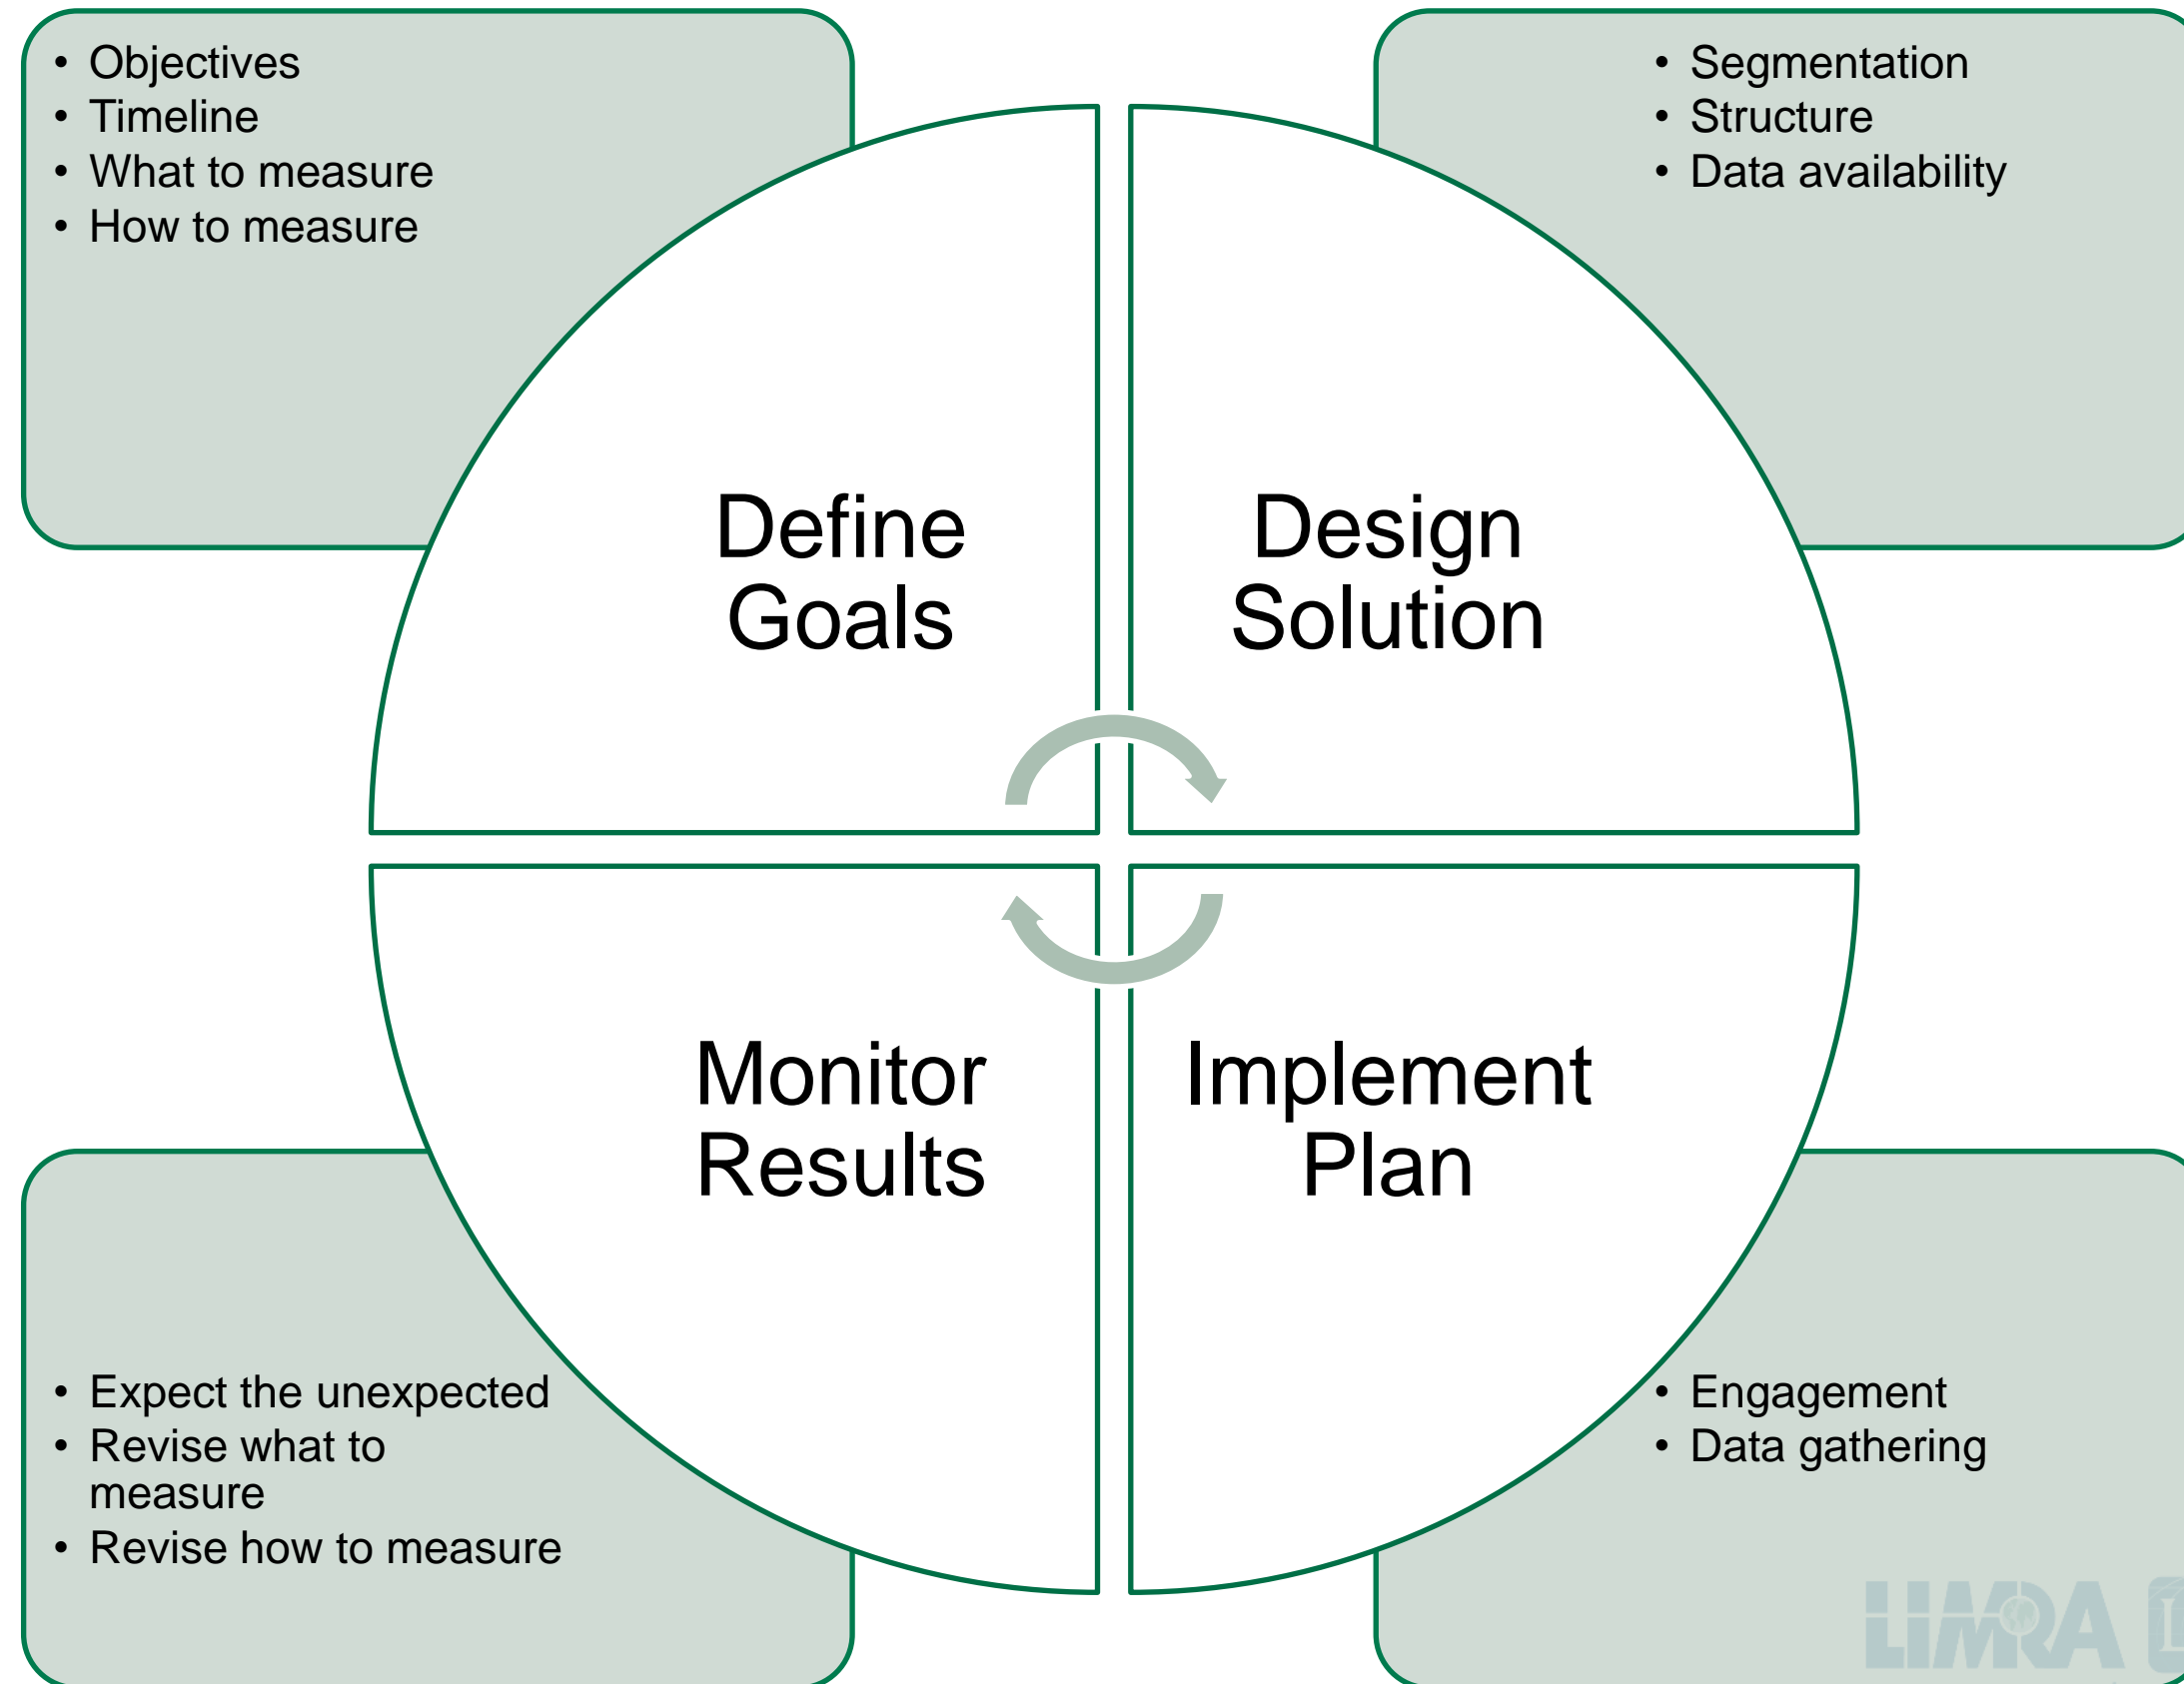 • Objectives
• Timeline
• What to measure
• How to measure
• Segmentation
• Structure
• Data availability
Define
Goals
Design
Solution
Monitor
Results
Implement
Plan
• Expect the unexpected
• Revise what to
measure
• Revise how to measure
• Engagement
• Data gathering
LIMRA